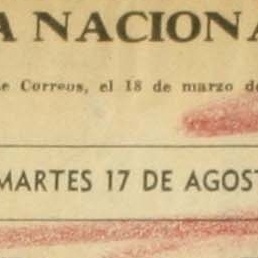 A NACIONA
e Correos, el 18 de marzo de
MARTES 17 DE AGOST